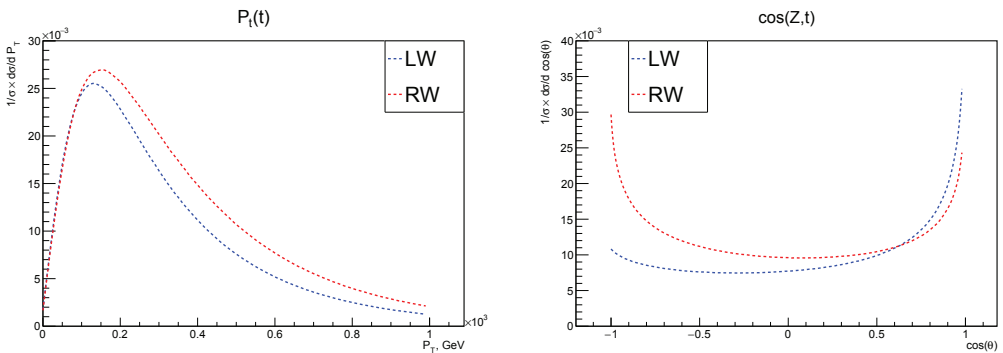 P_t(t)
×10⁻³
1/σ× dσ/d P_T
30
25
20
15
10
5
0
0 0.2 0.4 0.6 0.8 1
×10³
P_T, GeV
LW
RW
cos(Z,t)
×10⁻³
1/σ× dσ/d cos(θ)
40
35
30
25
20
15
10
5
0
−1 −0.5 0 0.5 1
cos(θ)
LW
RW